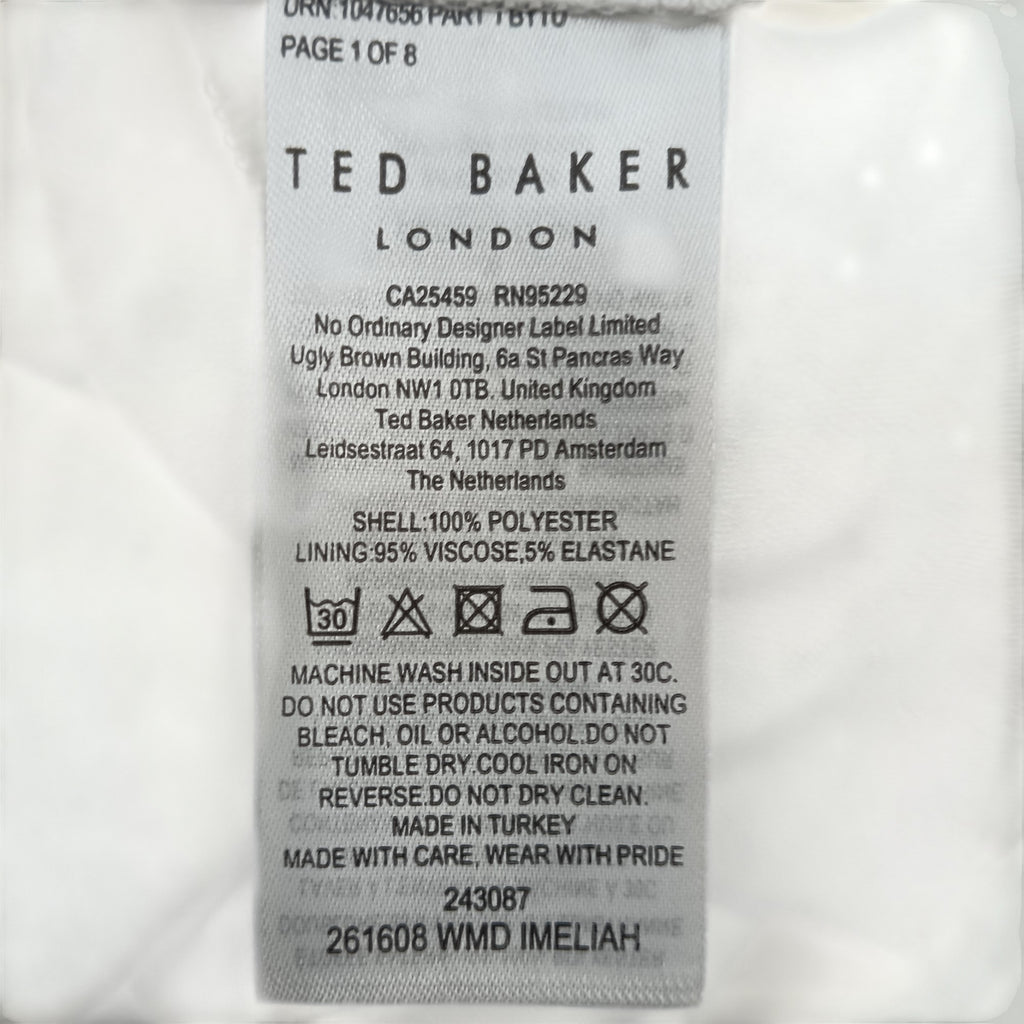 URN:1047656 PART 1
PAGE 1 OF 8
TED BAKER
LONDON
CA25459 RN95229
No Ordinary Designer Label Limited
Ugly Brown Building, 6a St Pancras Way
London NW1 0TB. United Kingdom
Ted Baker Netherlands
Leidsestraat 64, 1017 PD Amsterdam
The Netherlands
SHELL:100% POLYESTER
LINING:95% VISCOSE,5% ELASTANE
30
MACHINE WASH INSIDE OUT AT 30C.
DO NOT USE PRODUCTS CONTAINING
BLEACH, OIL OR ALCOHOL.DO NOT
TUMBLE DRY.COOL IRON ON
REVERSE.DO NOT DRY CLEAN.
MADE IN TURKEY
MADE WITH CARE, WEAR WITH PRIDE
243087
261608 WMD IMELIAH